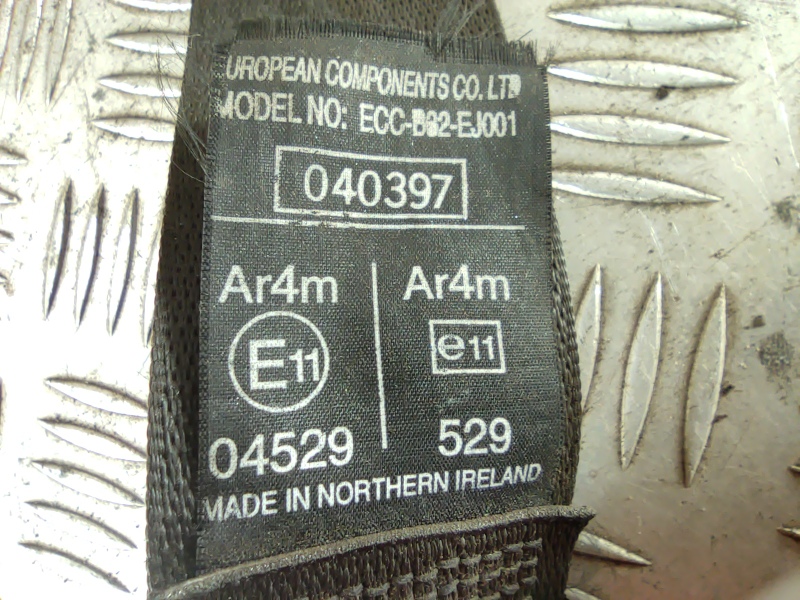 UROPEAN COMPONENTS CO. LTD
MODEL NO: ECC-B32-EJ001
040397
Ar4m Ar4m
E11 e11
04529 529
MADE IN NORTHERN IRELAND